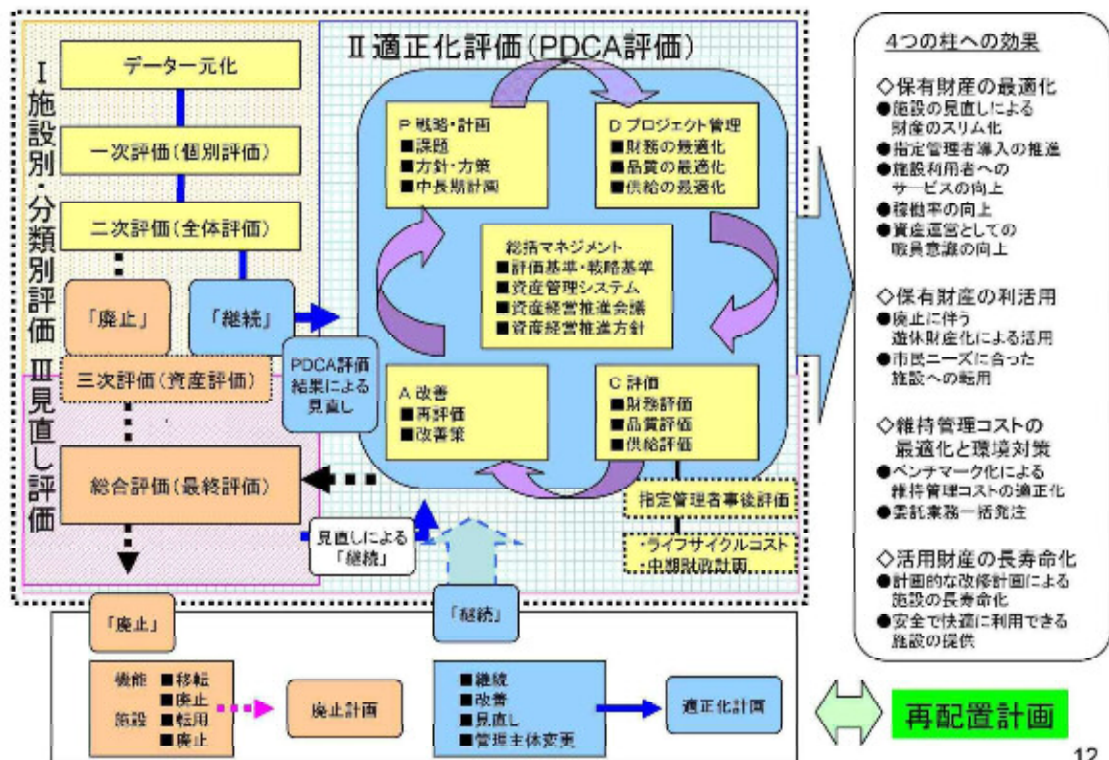 Ⅰ施設別・分類別評価
データー元化
一次評価(個別評価)
二次評価(全体評価)
「廃止」
「継続」
Ⅱ適正化評価(PDCA評価)
P 戦略・計画
■課題
■方針・方策
■中長期計画
D プロジェクト管理
■財務の最適化
■品質の最適化
■供給の最適化
総括マネジメント
■評価基準・戦略基準
■資産管理システム
■資産経営推進会議
■資産経営推進方針
A 改善
■再評価
■改善策
C 評価
■財務評価
■品質評価
■供給評価
指定管理者事後評価
・ライフサイクルコスト
・中期財政計画
PDCA評価
結果による
見直し
Ⅲ見直し評価
三次評価(資産評価)
総合評価(最終評価)
見直しによる
「継続」
「廃止」
機能 ■移転
■廃止
施設 ■転用
■廃止
廃止計画
「継続」
■継続
■改善
■見直し
■管理主体変更
適正化計画
4つの柱への効果
◇保有財産の最適化
●施設の見直しによる
財産のスリム化
●指定管理者導入の推進
●施設利用者への
サービスの向上
●稼働率の向上
●資産運営としての
職員意識の向上
◇保有財産の利活用
●廃止に伴う
遊休財産化による活用
●市民ニーズに合った
施設への転用
◇維持管理コストの
最適化と環境対策
●ベンチマーク化による
維持管理コストの適正化
●委託業務一括発注
◇活用財産の長寿命化
●計画的な改修計画による
施設の長寿命化
●安全で快適に利用できる
施設の提供
再配置計画
12